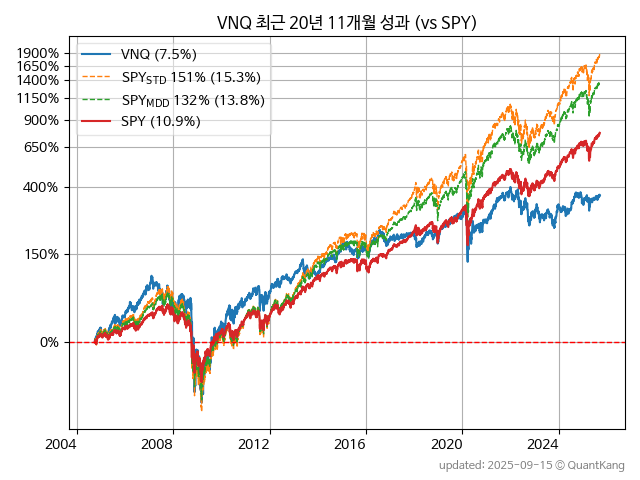 VNQ 최근 20년 11개월 성과 (vs SPY)
VNQ (7.5%)
SPYSTD 151% (15.3%)
SPYMDD 132% (13.8%)
SPY (10.9%)
1900%
1650%
1400%
1150%
900%
650%
400%
150%
0%
2004 2008 2012 2016 2020 2024
updated: 2025-09-15 © QuantKang